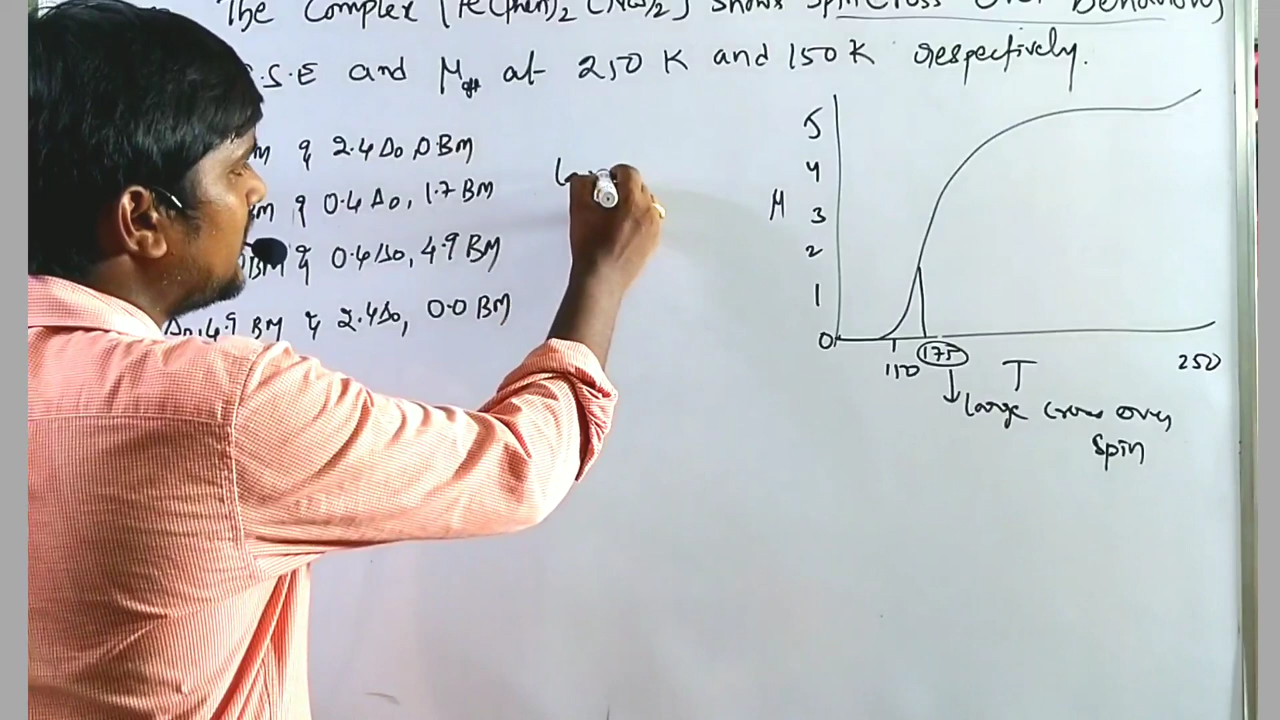 The Complex [Fe(phen)2 (NCS)2] shows Spin Cross Over Behaviour,
.S.E and Meff at 250 K and 150 K respectively.
M & 2.4 Δo, 0 BM
BM & 0.4 Δo, 1.7 BM
BM & 0.4 Δo, 4.9 BM
Δo, 4.9 BM & 2.4 Δo, 0.0 BM
5
4
M 3
2
1
0
110 175 T 250
↓ large cross over
Spin